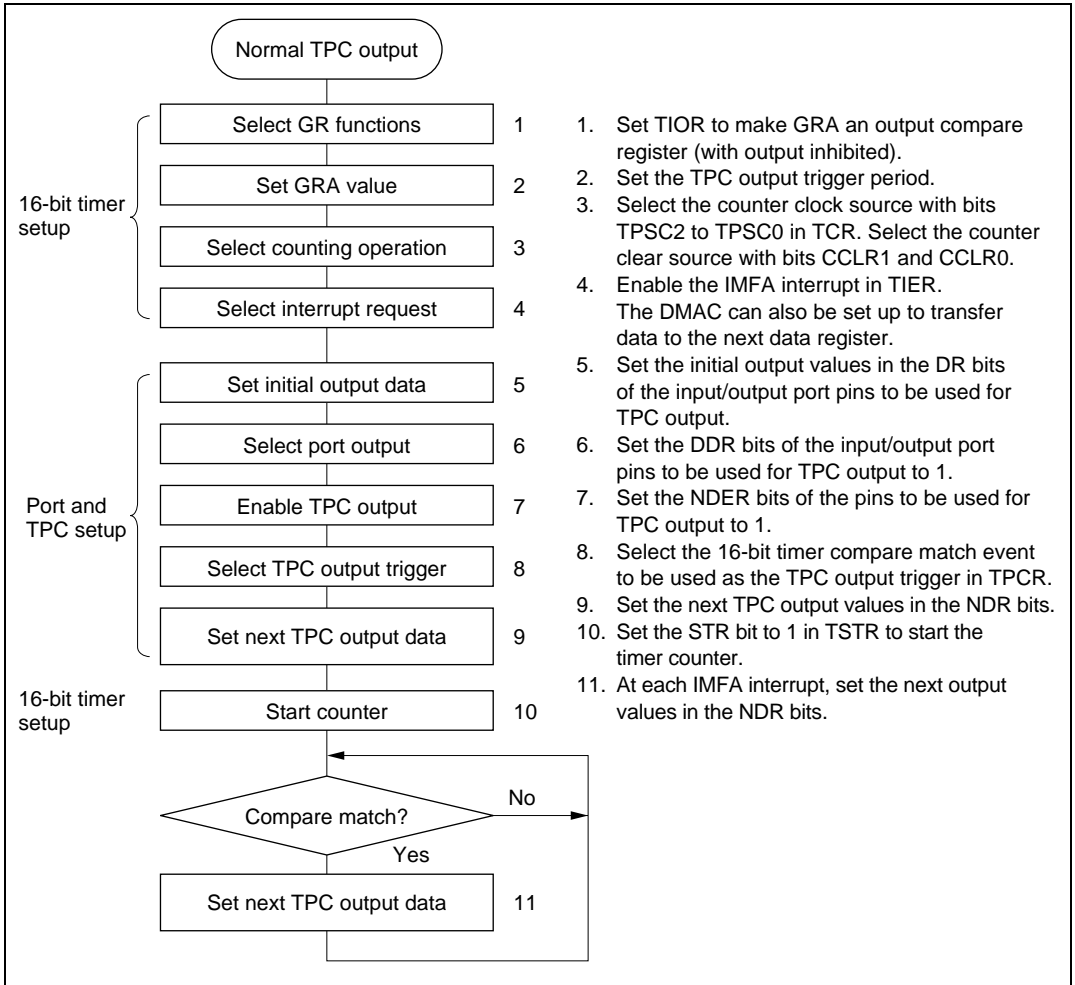 Normal TPC output
Select GR functions 1
Set GRA value 2
16-bit timer
setup
Select counting operation 3
Select interrupt request 4
Set initial output data 5
Select port output 6
Port and
TPC setup
Enable TPC output 7
Select TPC output trigger 8
Set next TPC output data 9
16-bit timer
setup
Start counter 10
Compare match?
No
Yes
Set next TPC output data 11
1. Set TIOR to make GRA an output compare
register (with output inhibited).
2. Set the TPC output trigger period.
3. Select the counter clock source with bits
TPSC2 to TPSC0 in TCR. Select the counter
clear source with bits CCLR1 and CCLR0.
4. Enable the IMFA interrupt in TIER.
The DMAC can also be set up to transfer
data to the next data register.
5. Set the initial output values in the DR bits
of the input/output port pins to be used for
TPC output.
6. Set the DDR bits of the input/output port
pins to be used for TPC output to 1.
7. Set the NDER bits of the pins to be used for
TPC output to 1.
8. Select the 16-bit timer compare match event
to be used as the TPC output trigger in TPCR.
9. Set the next TPC output values in the NDR bits.
10. Set the STR bit to 1 in TSTR to start the
timer counter.
11. At each IMFA interrupt, set the next output
values in the NDR bits.